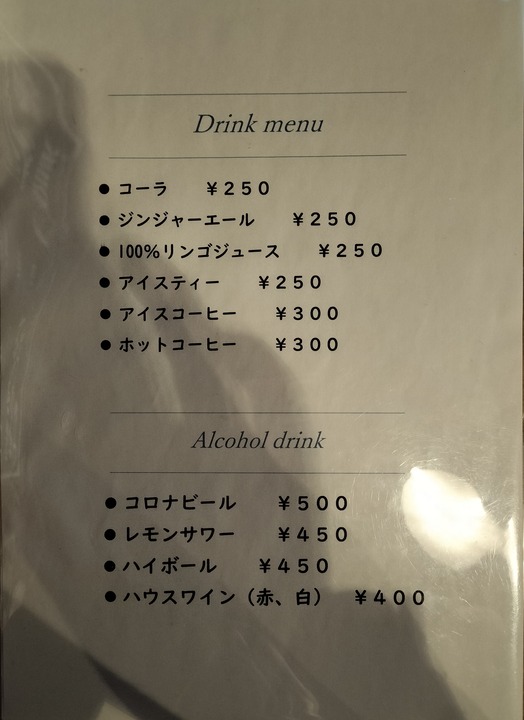 Drink menu
● コーラ ￥２５０
● ジンジャーエール ￥２５０
● 100%リンゴジュース ￥２５０
● アイスティー ￥２５０
● アイスコーヒー ￥３００
● ホットコーヒー ￥３００
Alcohol drink
● コロナビール ￥５００
● レモンサワー ￥４５０
● ハイボール ￥４５０
● ハウスワイン（赤、白） ￥４００